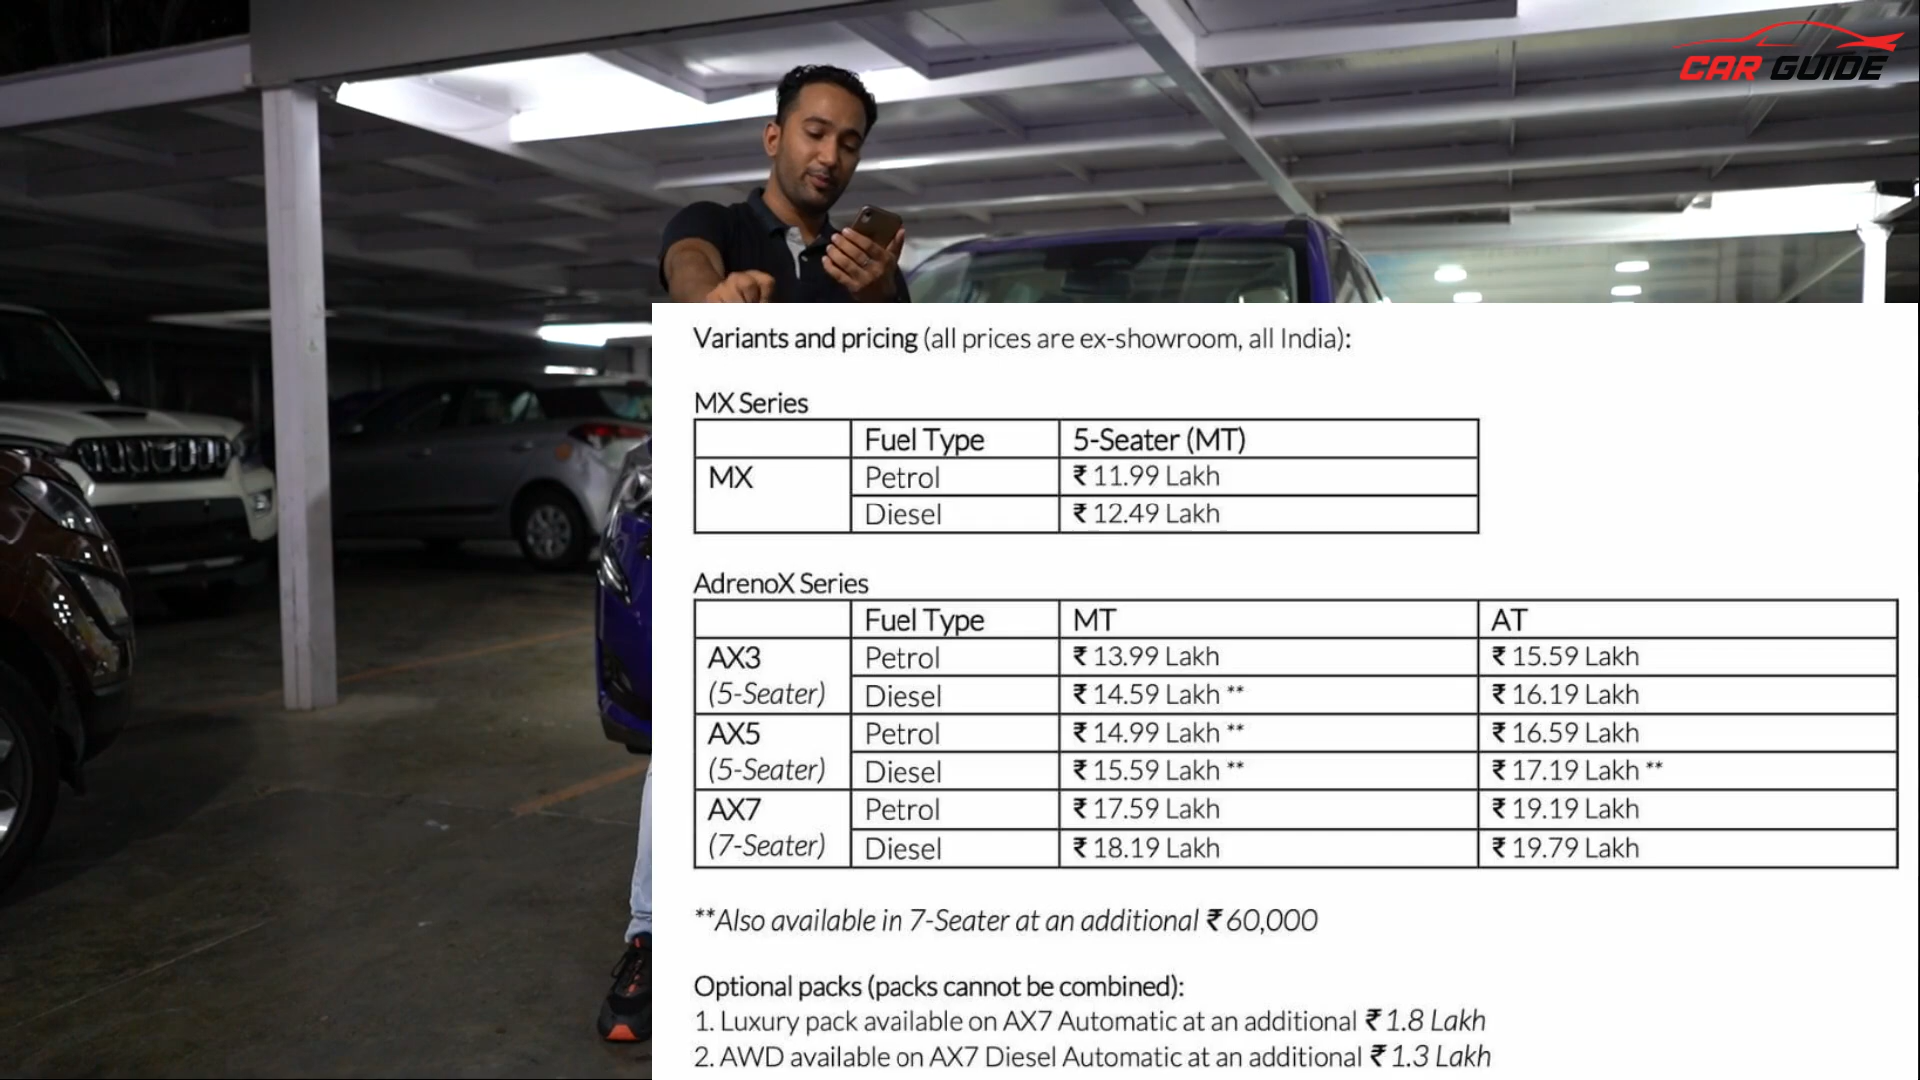 CAR GUIDE
Variants and pricing (all prices are ex-showroom, all India):
MX Series
Fuel Type 5-Seater (MT)
MX Petrol ₹ 11.99 Lakh
Diesel ₹ 12.49 Lakh
AdrenoX Series
Fuel Type MT AT
AX3 Petrol ₹ 13.99 Lakh ₹ 15.59 Lakh
(5-Seater) Diesel ₹ 14.59 Lakh ** ₹ 16.19 Lakh
AX5 Petrol ₹ 14.99 Lakh ** ₹ 16.59 Lakh
(5-Seater) Diesel ₹ 15.59 Lakh ** ₹ 17.19 Lakh **
AX7 Petrol ₹ 17.59 Lakh ₹ 19.19 Lakh
(7-Seater) Diesel ₹ 18.19 Lakh ₹ 19.79 Lakh
**Also available in 7-Seater at an additional ₹ 60,000
Optional packs (packs cannot be combined):
1. Luxury pack available on AX7 Automatic at an additional ₹ 1.8 Lakh
2. AWD available on AX7 Diesel Automatic at an additional ₹ 1.3 Lakh